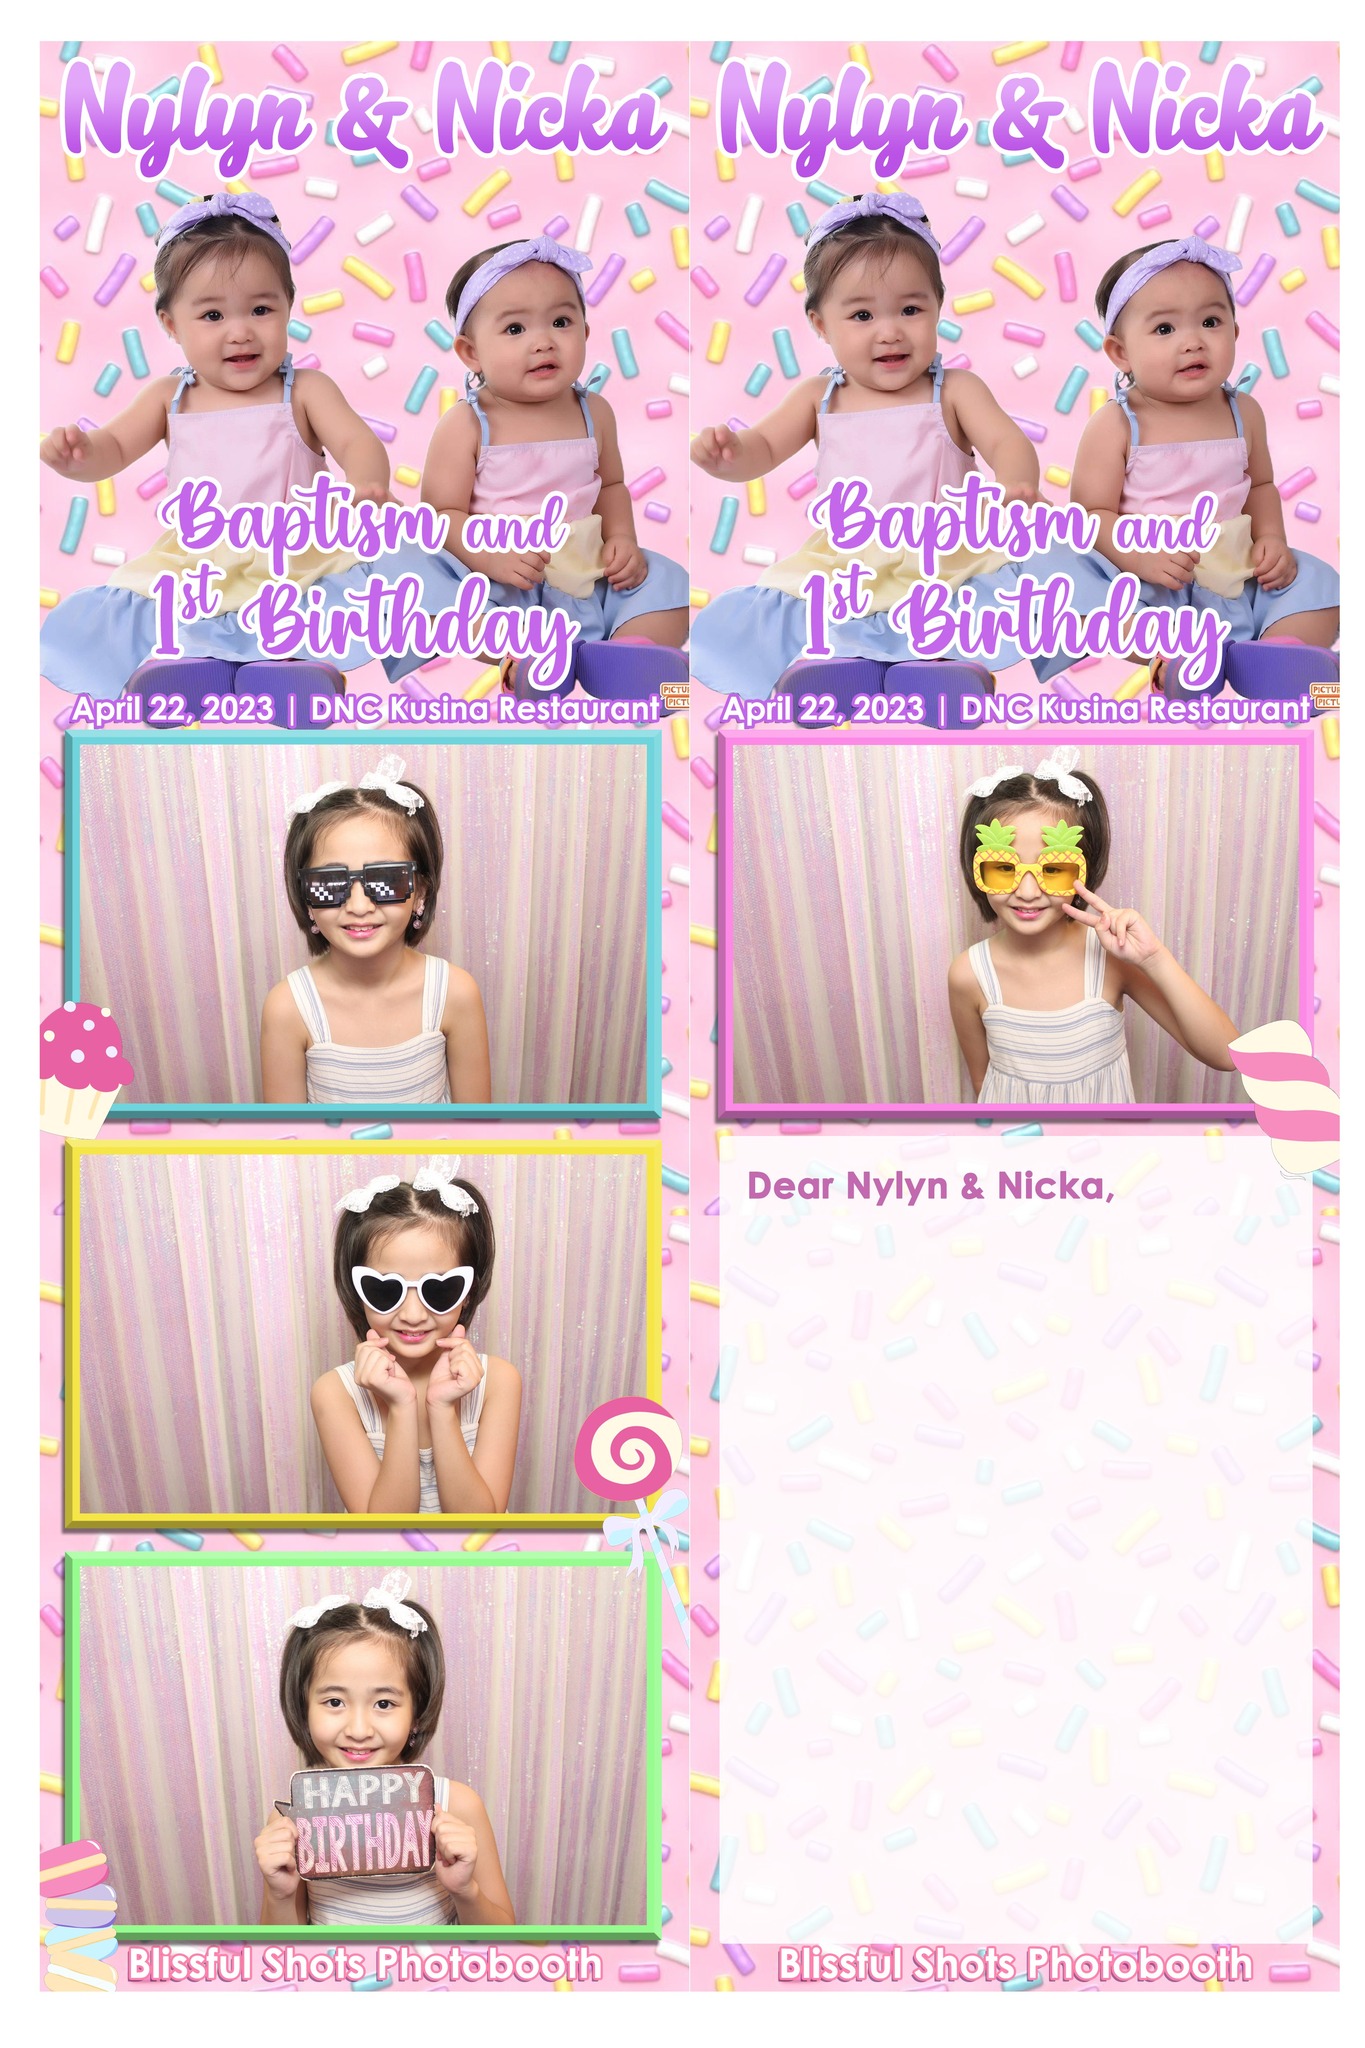 Nylyn & Nicka
Baptism and
1st Birthday
April 22, 2023 | DNC Kusina Restaurant
HAPPY
BIRTHDAY
Blissful Shots Photobooth
Nylyn & Nicka
Baptism and
1st Birthday
April 22, 2023 | DNC Kusina Restaurant
Dear Nylyn & Nicka,
Blissful Shots Photobooth